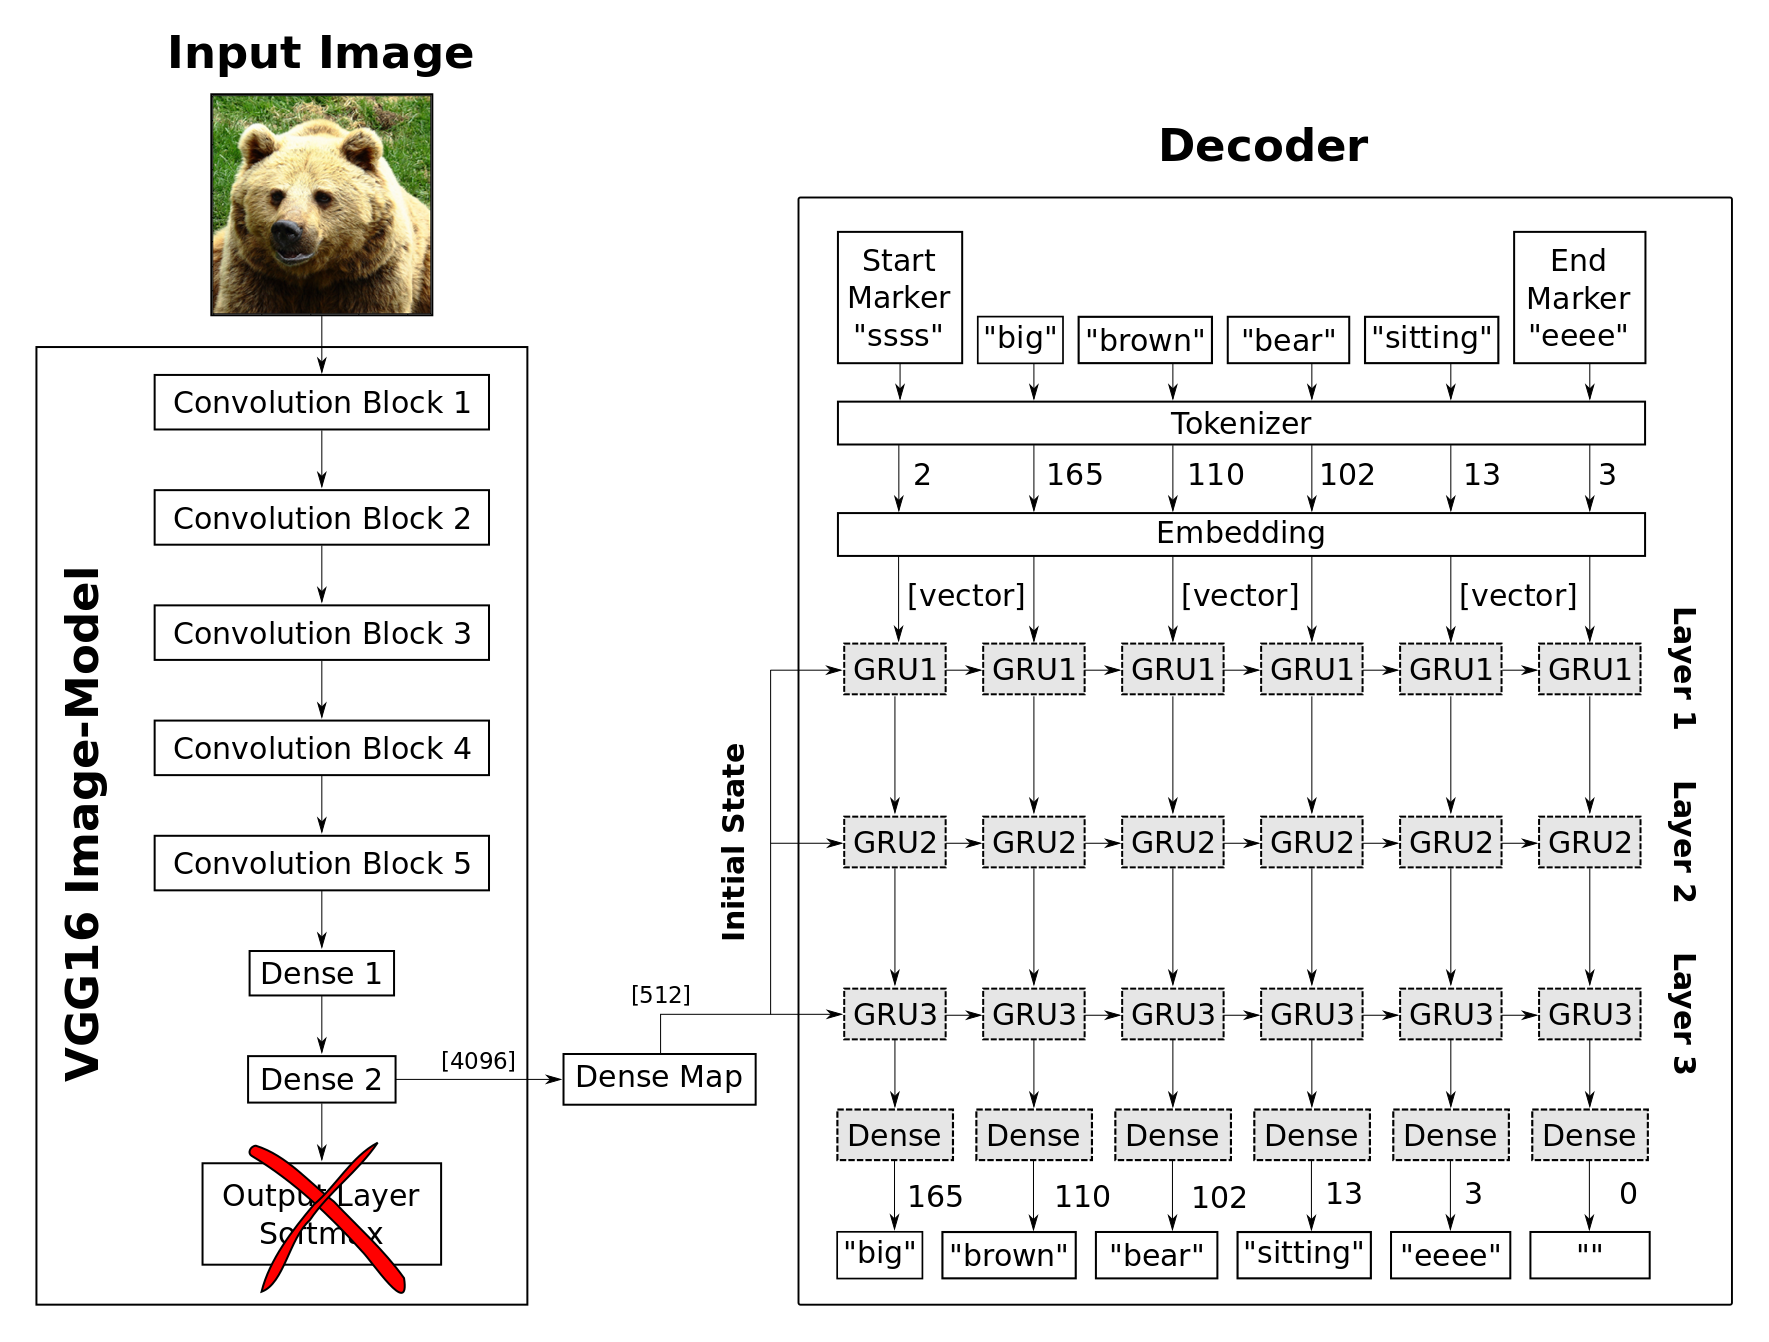 Input Image
VGG16 Image-Model
Convolution Block 1
Convolution Block 2
Convolution Block 3
Convolution Block 4
Convolution Block 5
Dense 1
Dense 2
[4096]
Output Layer
Softmax
Dense Map
[512]
Initial State
Decoder
Start
Marker
"ssss"
"big"
"brown"
"bear"
"sitting"
End
Marker
"eeee"
Tokenizer
2 165 110 102 13 3
Embedding
[vector] [vector] [vector]
GRU1 GRU1 GRU1 GRU1 GRU1 GRU1
Layer 1
GRU2 GRU2 GRU2 GRU2 GRU2 GRU2
Layer 2
GRU3 GRU3 GRU3 GRU3 GRU3 GRU3
Layer 3
Dense Dense Dense Dense Dense Dense
165 110 102 13 3 0
"big" "brown" "bear" "sitting" "eeee" ""